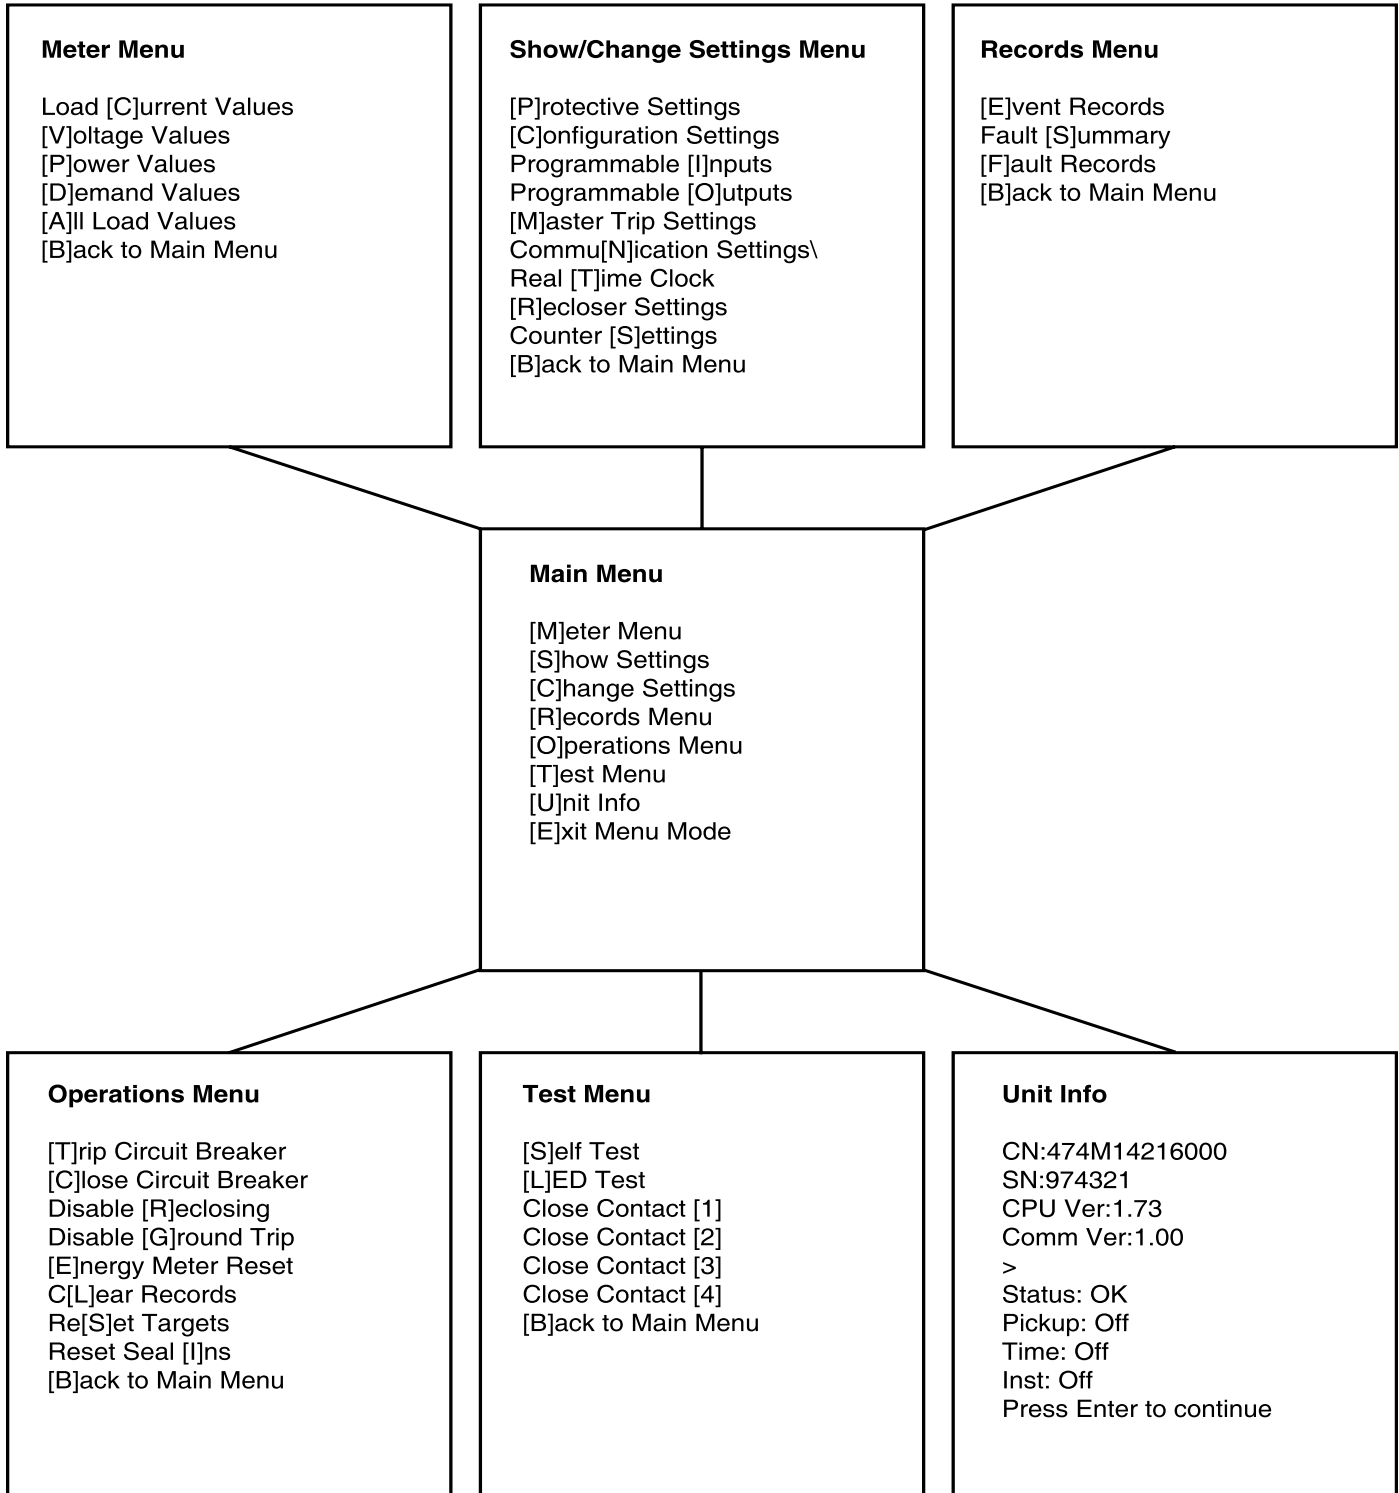 Meter Menu
Load [C]urrent Values
[V]oltage Values
[P]ower Values
[D]emand Values
[A]ll Load Values
[B]ack to Main Menu
Show/Change Settings Menu
[P]rotective Settings
[C]onfiguration Settings
Programmable [I]nputs
Programmable [O]utputs
[M]aster Trip Settings
Commu[N]ication Settings\
Real [T]ime Clock
[R]ecloser Settings
Counter [S]ettings
[B]ack to Main Menu
Records Menu
[E]vent Records
Fault [S]ummary
[F]ault Records
[B]ack to Main Menu
Main Menu
[M]eter Menu
[S]how Settings
[C]hange Settings
[R]ecords Menu
[O]perations Menu
[T]est Menu
[U]nit Info
[E]xit Menu Mode
Operations Menu
[T]rip Circuit Breaker
[C]lose Circuit Breaker
Disable [R]eclosing
Disable [G]round Trip
[E]nergy Meter Reset
C[L]ear Records
Re[S]et Targets
Reset Seal [I]ns
[B]ack to Main Menu
Test Menu
[S]elf Test
[L]ED Test
Close Contact [1]
Close Contact [2]
Close Contact [3]
Close Contact [4]
[B]ack to Main Menu
Unit Info
CN:474M14216000
SN:974321
CPU Ver:1.73
Comm Ver:1.00
>
Status: OK
Pickup: Off
Time: Off
Inst: Off
Press Enter to continue